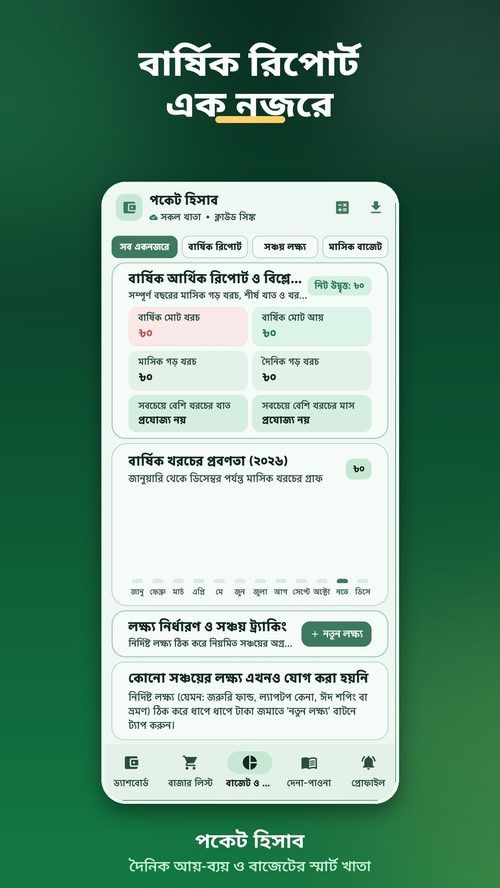 বার্ষিক রিপোর্ট
এক নজরে
পকেট হিসাব
সকল খাতা • ক্লাউড সিঙ্ক
সব একনজরে
বার্ষিক রিপোর্ট
সঞ্চয় লক্ষ্য
মাসিক বাজেট
বার্ষিক আর্থিক রিপোর্ট ও বিশ্লে...
সম্পূর্ণ বছরের মাসিক গড় খরচ, শীর্ষ খাত ও খর...
নিট উদ্বৃত্ত: ৳০
বার্ষিক মোট খরচ
৳০
বার্ষিক মোট আয়
৳০
মাসিক গড় খরচ
৳০
দৈনিক গড় খরচ
৳০
সবচেয়ে বেশি খরচের খাত
প্রযোজ্য নয়
সবচেয়ে বেশি খরচের মাস
প্রযোজ্য নয়
বার্ষিক খরচের প্রবণতা (২০২৬)
জানুয়ারি থেকে ডিসেম্বর পর্যন্ত মাসিক খরচের গ্রাফ
৳০
জানু ফেব্রু মার্চ এপ্রি মে জুন জুলা আগ সেপ্টে অক্টো নভে ডিসে
লক্ষ্য নির্ধারণ ও সঞ্চয় ট্র্যাকিং
নির্দিষ্ট লক্ষ্য ঠিক করে নিয়মিত সঞ্চয়ের অগ্র...
+ নতুন লক্ষ্য
কোনো সঞ্চয়ের লক্ষ্য এখনও যোগ করা হয়নি
নির্দিষ্ট লক্ষ্য (যেমন: জরুরি ফান্ড, ল্যাপটপ কেনা, ঈদ শপিং বা
ভ্রমণ) ঠিক করে ধাপে ধাপে টাকা জমাতে 'নতুন লক্ষ্য' বাটনে
ট্যাপ করুন।
ড্যাশবোর্ড
বাজার লিস্ট
বাজেট ও ...
দেনা-পাওনা
প্রোফাইল
পকেট হিসাব
দৈনিক আয়-ব্যয় ও বাজেটের স্মার্ট খাতা